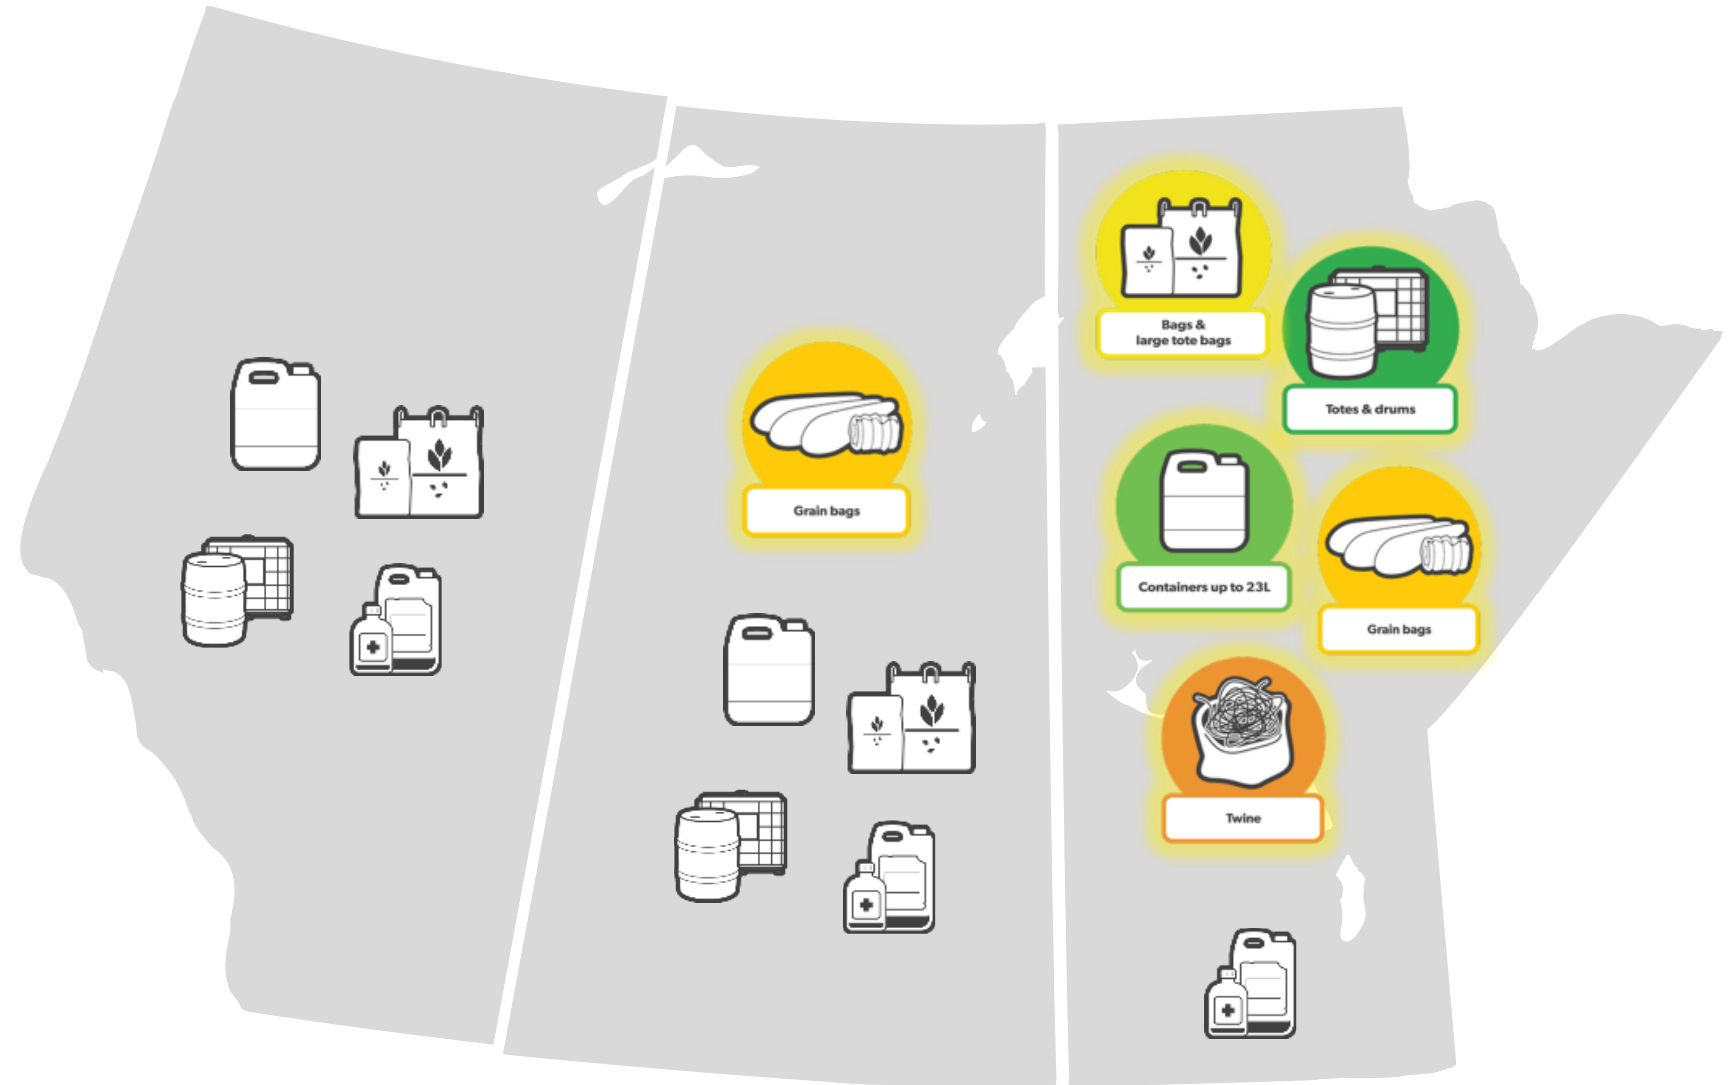 Bags &
large tote bags
Totes & drums
Grain bags
Containers up to 23L
Grain bags
Twine